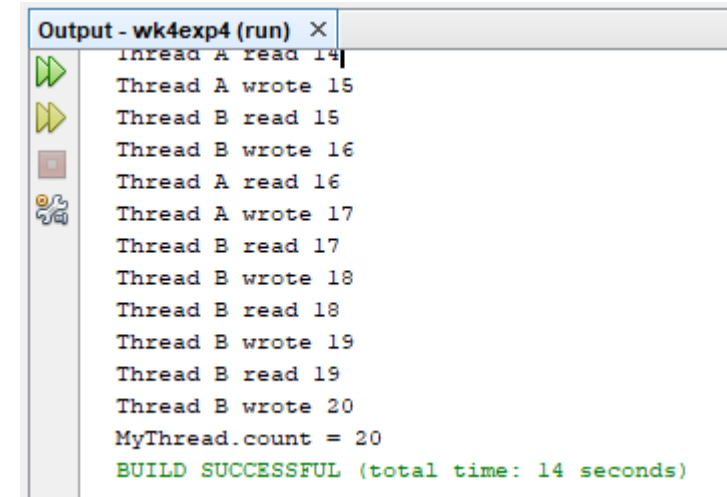 Output - wk4exp4 (run) ×
Thread A read 14
Thread A wrote 15
Thread B read 15
Thread B wrote 16
Thread A read 16
Thread A wrote 17
Thread B read 17
Thread B wrote 18
Thread B read 18
Thread B wrote 19
Thread B read 19
Thread B wrote 20
MyThread.count = 20
BUILD SUCCESSFUL (total time: 14 seconds)